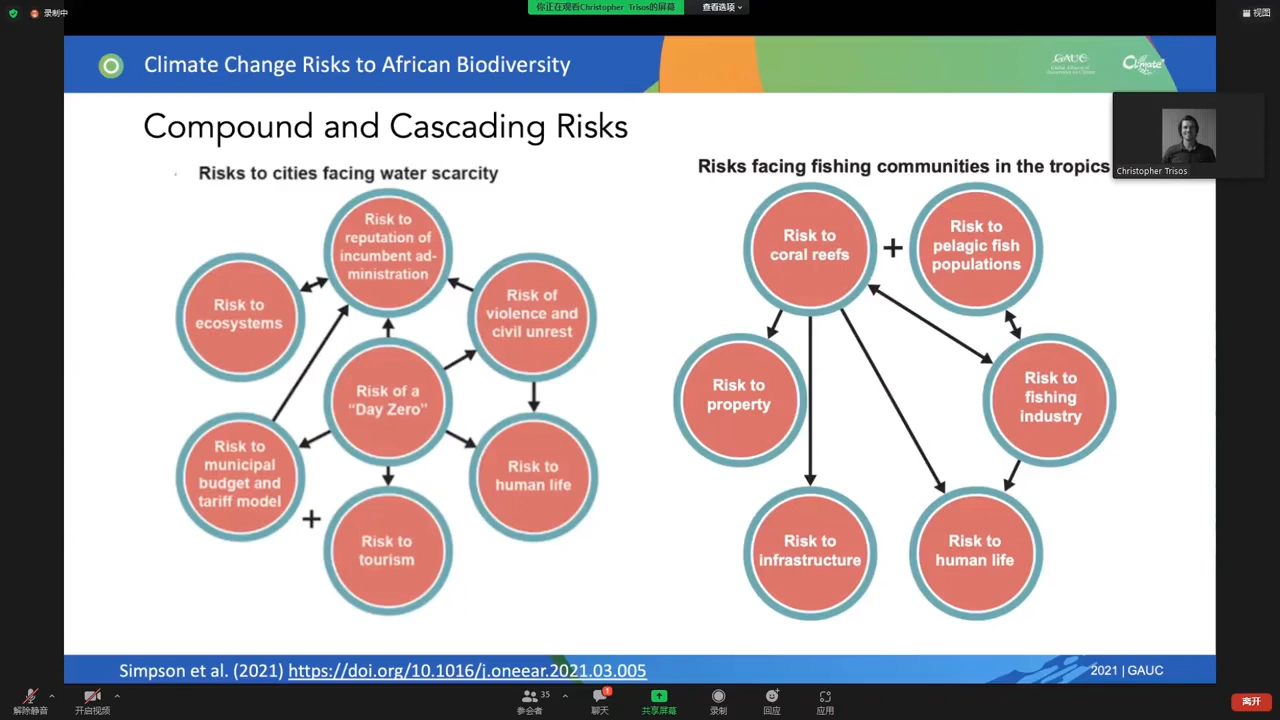 录制中
你正在观看Christopher Trisos的屏幕
查看选项
视图
Climate Change Risks to African Biodiversity
GAUC
Climate
Compound and Cascading Risks
Christopher Trisos
Risks to cities facing water scarcity
Risk to
reputation of
incumbent ad-
ministration
Risk to
ecosystems
Risk of
violence and
civil unrest
Risk of a
“Day Zero”
Risk to
municipal
budget and
tariff model
+
Risk to
human life
Risk to
tourism
Risks facing fishing communities in the tropics
Risk to
coral reefs
+
Risk to
pelagic fish
populations
Risk to
property
Risk to
fishing
industry
Risk to
infrastructure
Risk to
human life
Simpson et al. (2021) https://doi.org/10.1016/j.oneear.2021.03.005
2021 | GAUC
解除静音
开启视频
35
参会者
1
聊天
共享屏幕
录制
回应
应用
离开